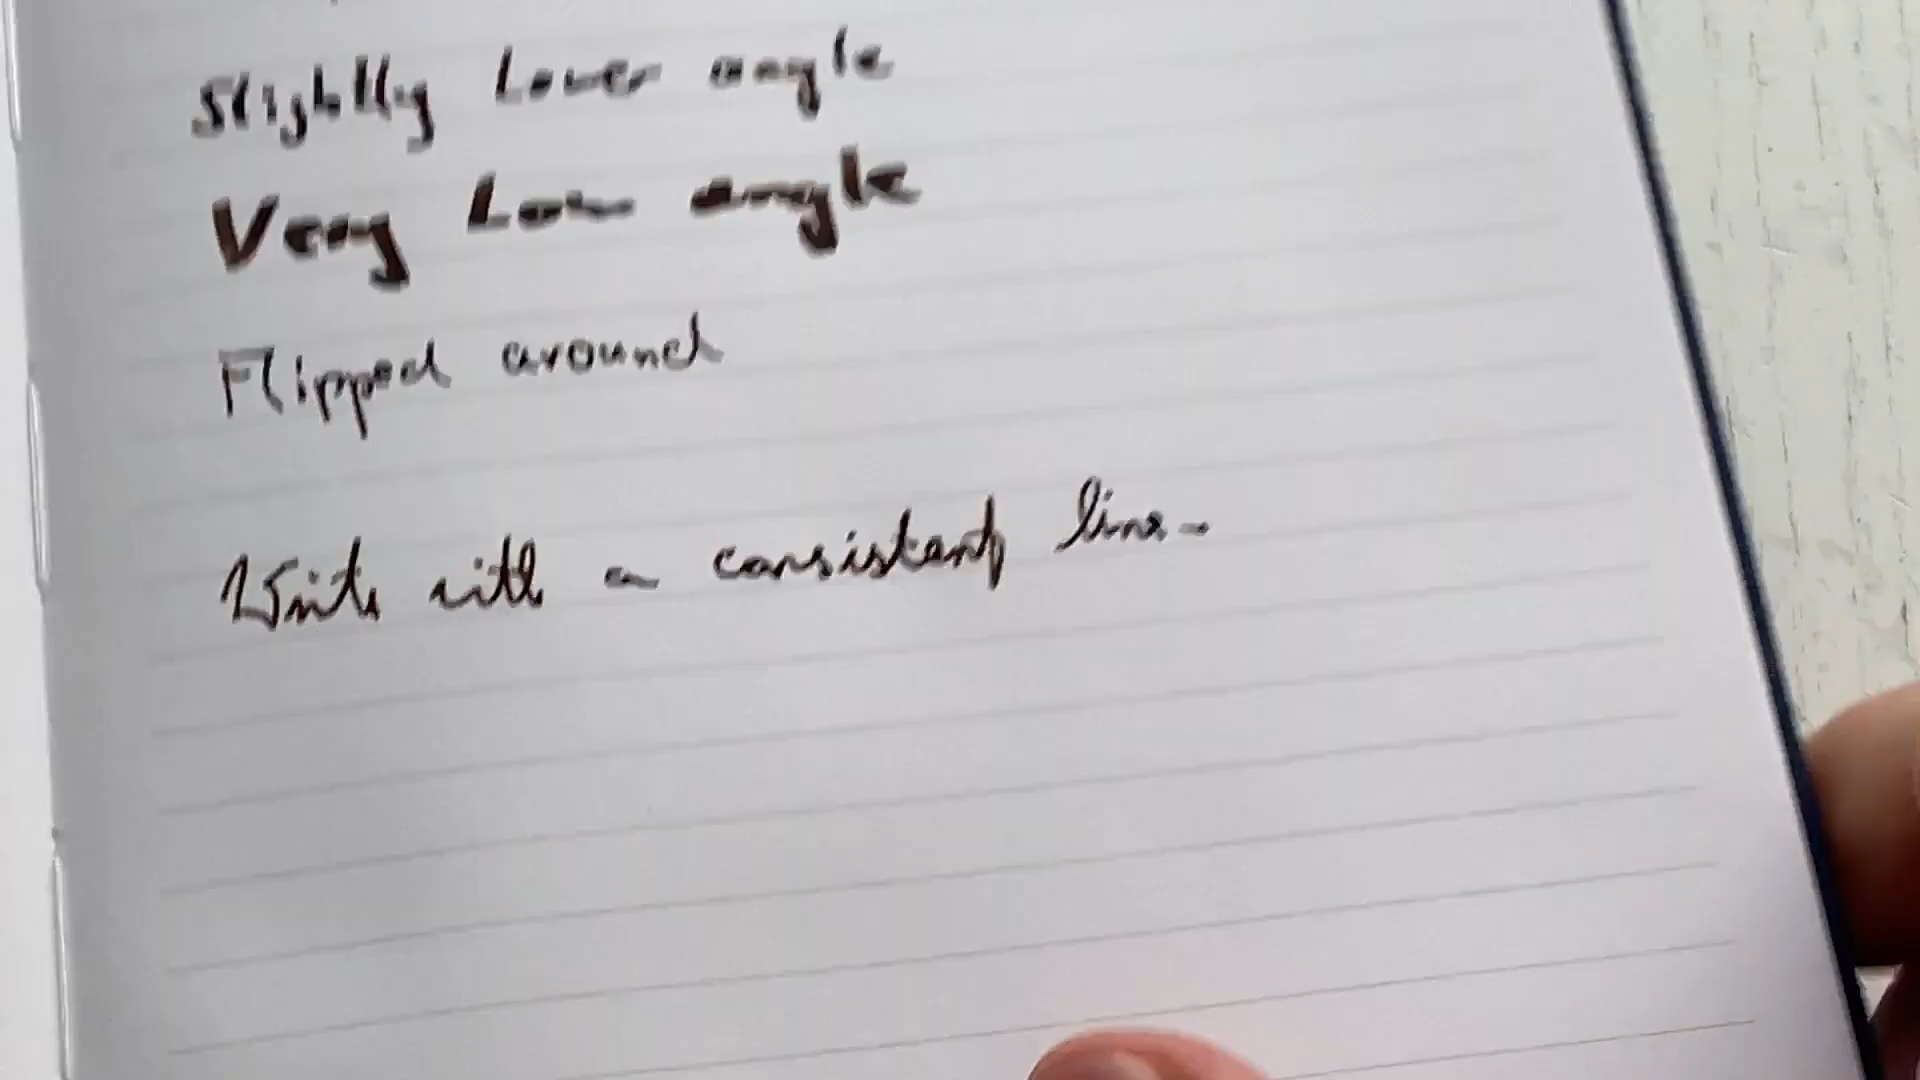 Slightly Lower angle
Very Low angle
Flipped around
Write with a consistent line.